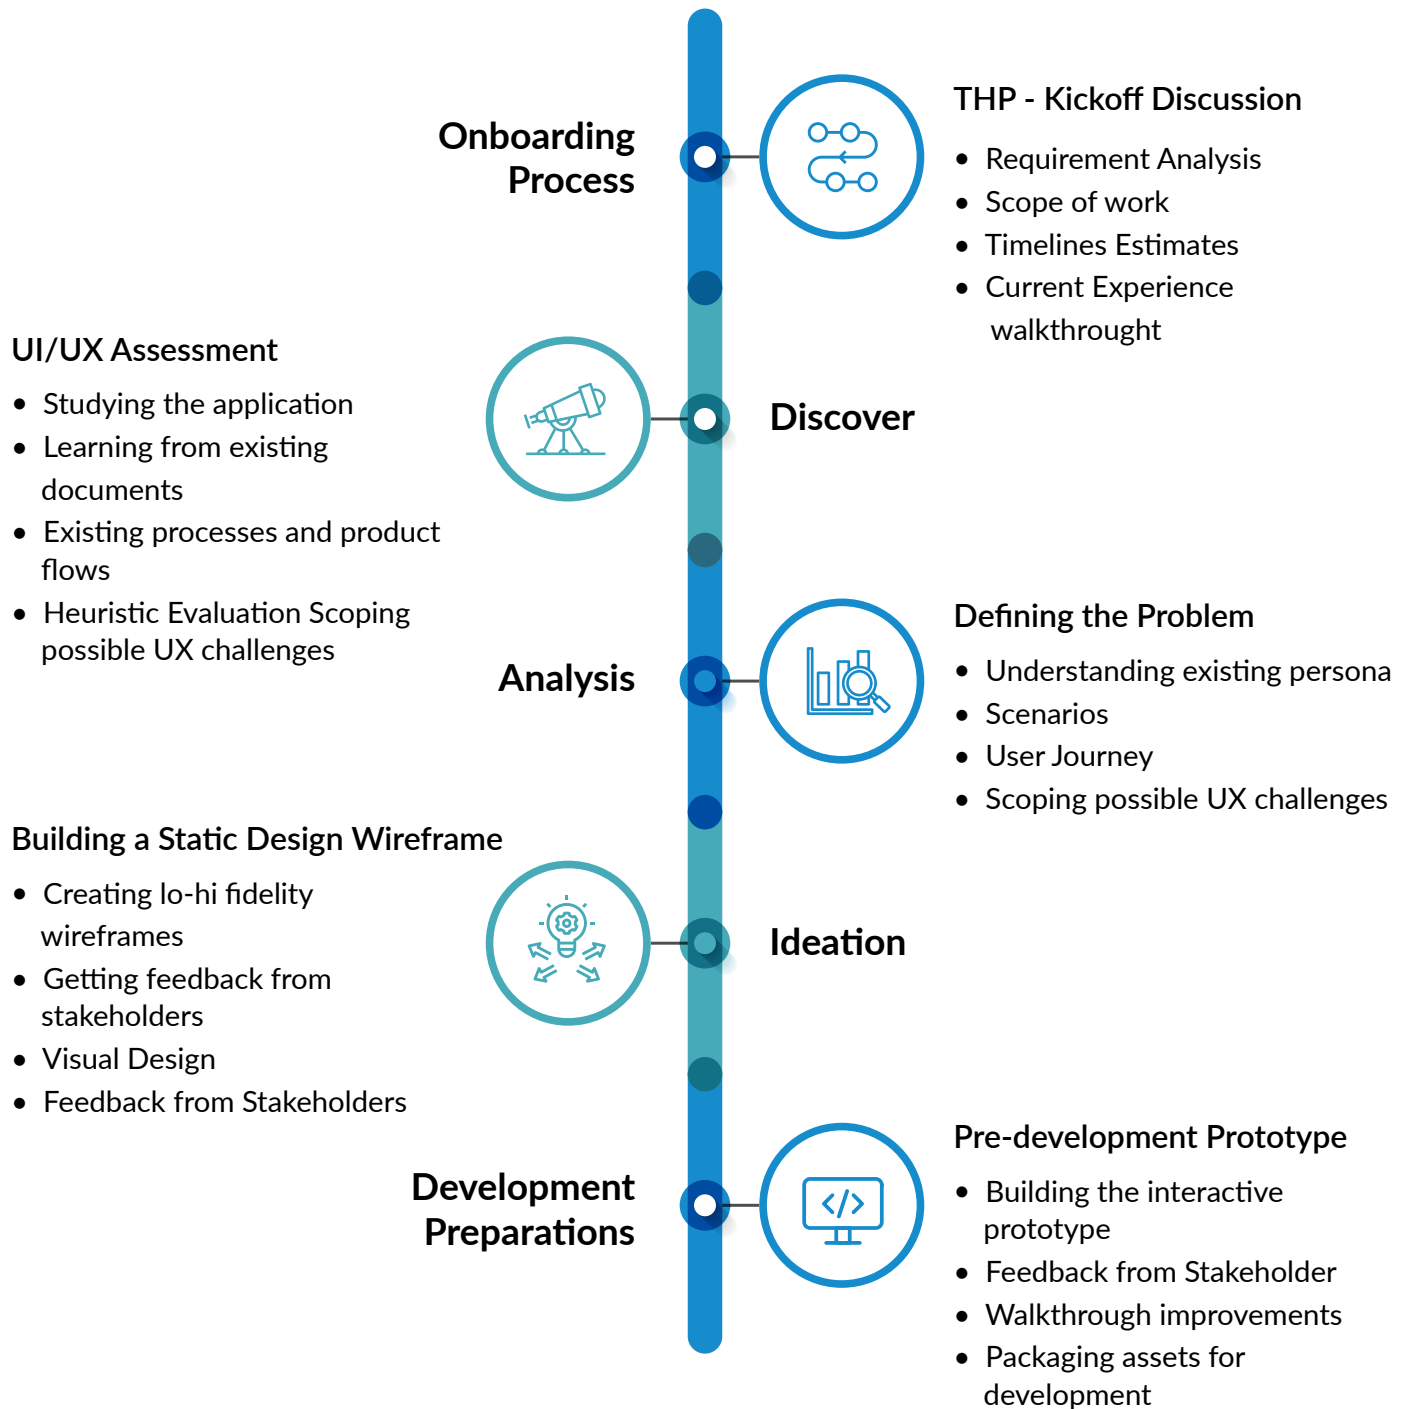 Onboarding
Process
THP - Kickoff Discussion
• Requirement Analysis
• Scope of work
• Timelines Estimates
• Current Experience
walkthrought
UI/UX Assessment
• Studying the application
• Learning from existing
documents
• Existing processes and product
flows
• Heuristic Evaluation Scoping
possible UX challenges
Discover
Analysis
Defining the Problem
• Understanding existing persona
• Scenarios
• User Journey
• Scoping possible UX challenges
Building a Static Design Wireframe
• Creating lo-hi fidelity
wireframes
• Getting feedback from
stakeholders
• Visual Design
• Feedback from Stakeholders
Ideation
Development
Preparations
Pre-development Prototype
• Building the interactive
prototype
• Feedback from Stakeholder
• Walkthrough improvements
• Packaging assets for
development